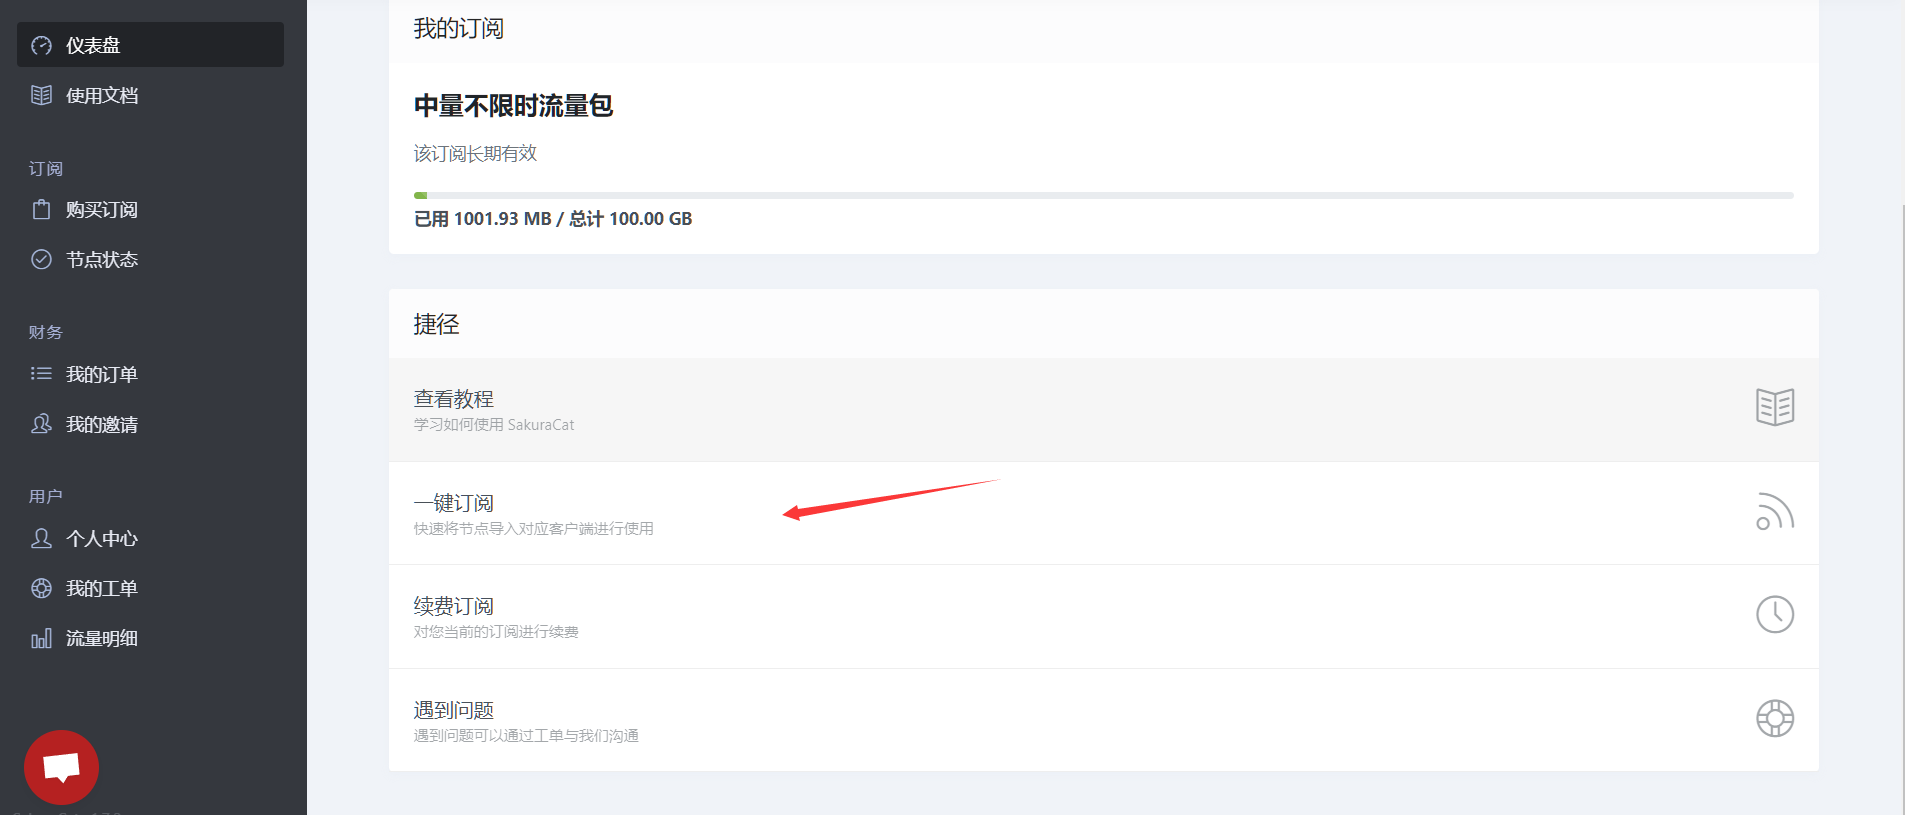 仪表盘
使用文档
订阅
购买订阅
节点状态
财务
我的订单
我的邀请
用户
个人中心
我的工单
流量明细
我的订阅
中量不限时流量包
该订阅长期有效
已用 1001.93 MB / 总计 100.00 GB
捷径
查看教程
学习如何使用 SakuraCat
一键订阅
快速将节点导入对应客户端进行使用
续费订阅
对您当前的订阅进行续费
遇到问题
遇到问题可以通过工单与我们沟通